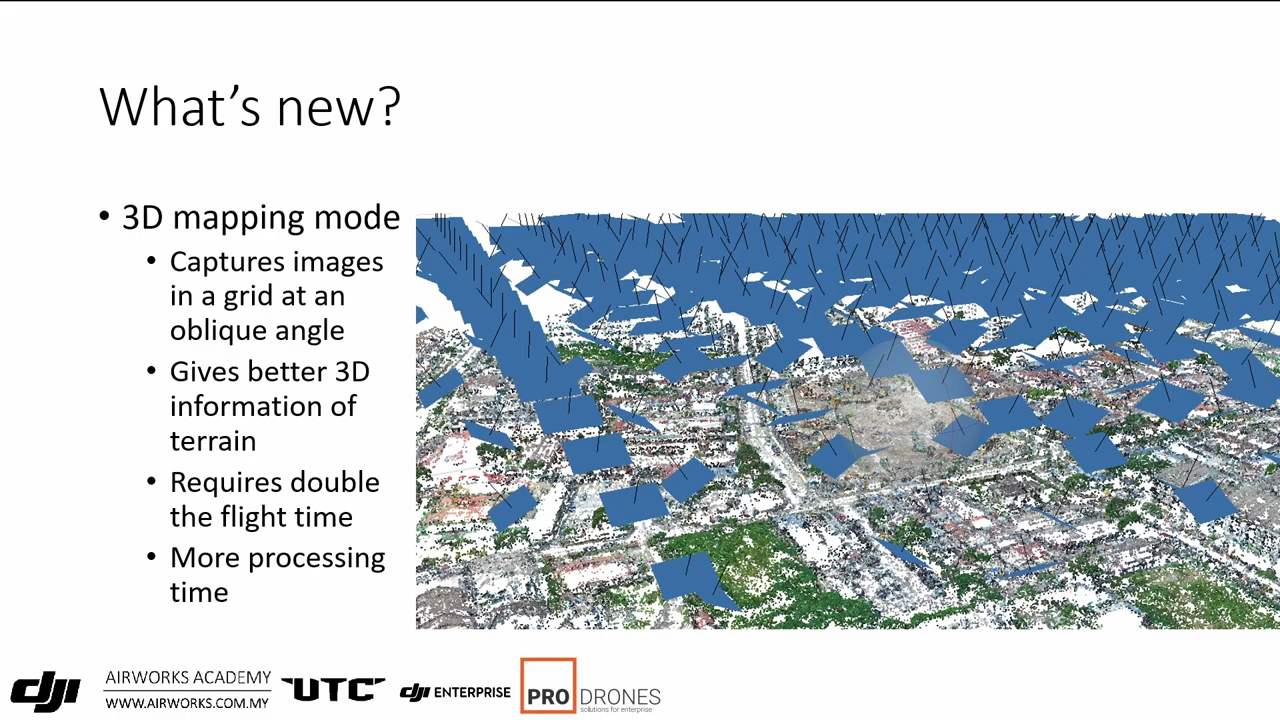 What's new?
• 3D mapping mode
• Captures images
in a grid at an
oblique angle
• Gives better 3D
information of
terrain
• Requires double
the flight time
• More processing
time
dji
AIRWORKS ACADEMY
WWW.AIRWORKS.COM.MY
UTC
dji ENTERPRISE
PRO DRONES
solutions for enterprise